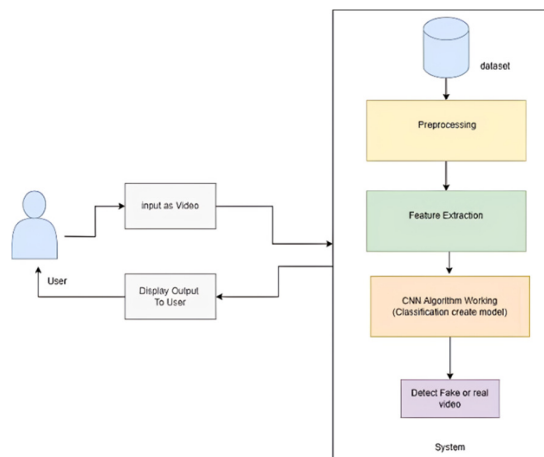 dataset
Preprocessing
Feature Extraction
CNN Algorithm Working
(Classification create model)
Detect Fake or real
video
System
input as Video
Display Output
To User
User